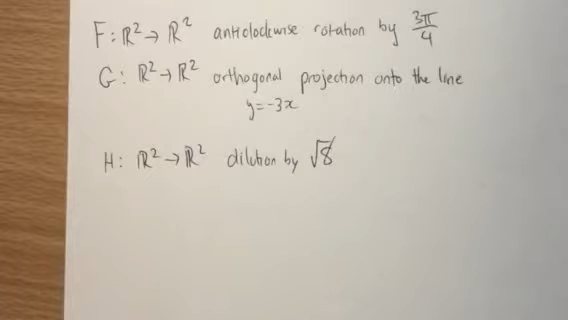 F: ℝ² → ℝ² anticlockwise rotation by 3π/4
G: ℝ² → ℝ² orthogonal projection onto the line
y=-3x
H: ℝ² → ℝ² dilution by √8